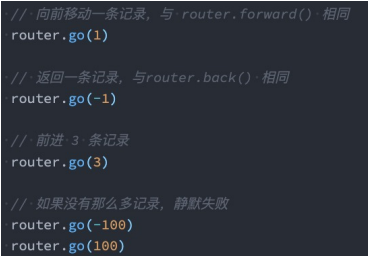 // 向前移动一条记录，与 router.forward() 相同
router.go(1)
// 返回一条记录，与router.back() 相同
router.go(-1)
// 前进 3 条记录
router.go(3)
// 如果没有那么多记录，静默失败
router.go(-100)
router.go(100)